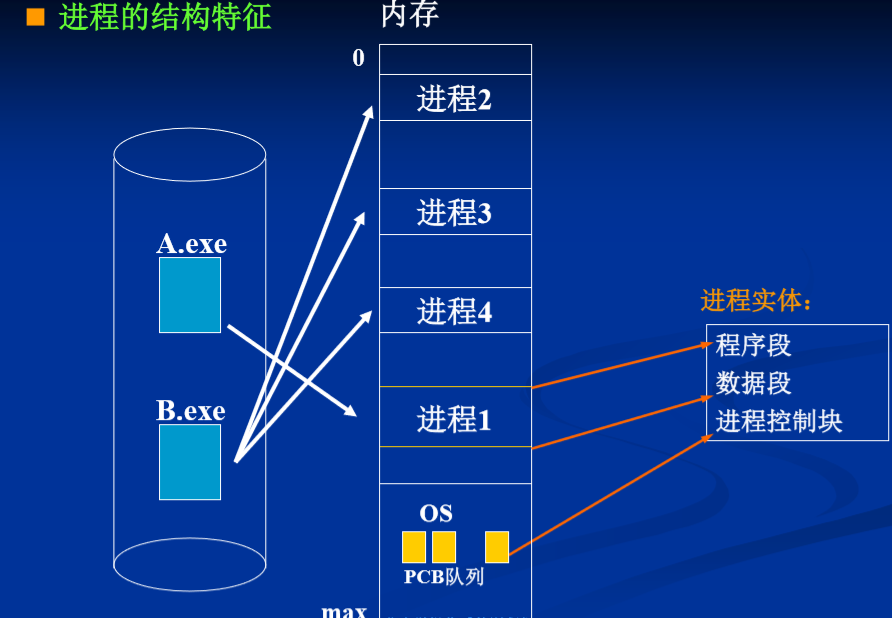 进程的结构特征
内存
0
进程2
进程3
A.exe
进程4
进程实体：
程序段
数据段
进程控制块
B.exe
进程1
OS
PCB队列
max